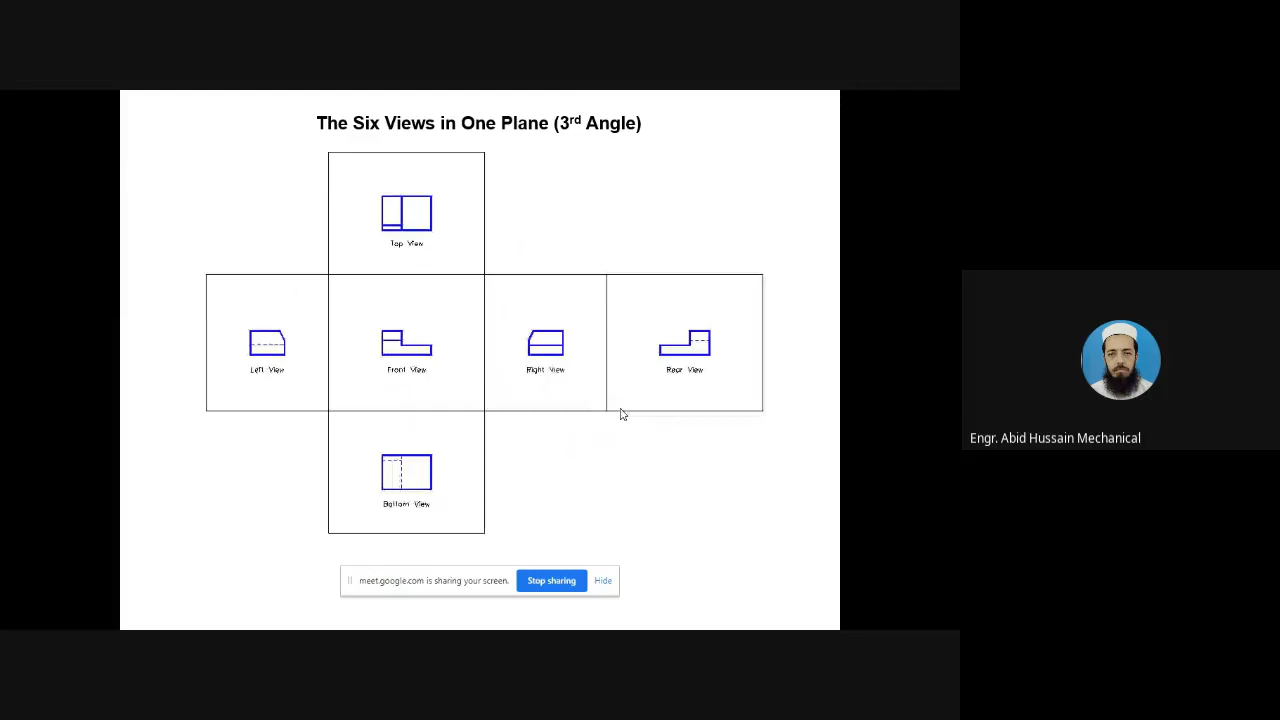 The Six Views in One Plane (3rd Angle)
Top View
Left View
Front View
Right View
Rear View
Bottom View
Engr. Abid Hussain Mechanical
meet.google.com is sharing your screen.
Stop sharing
Hide